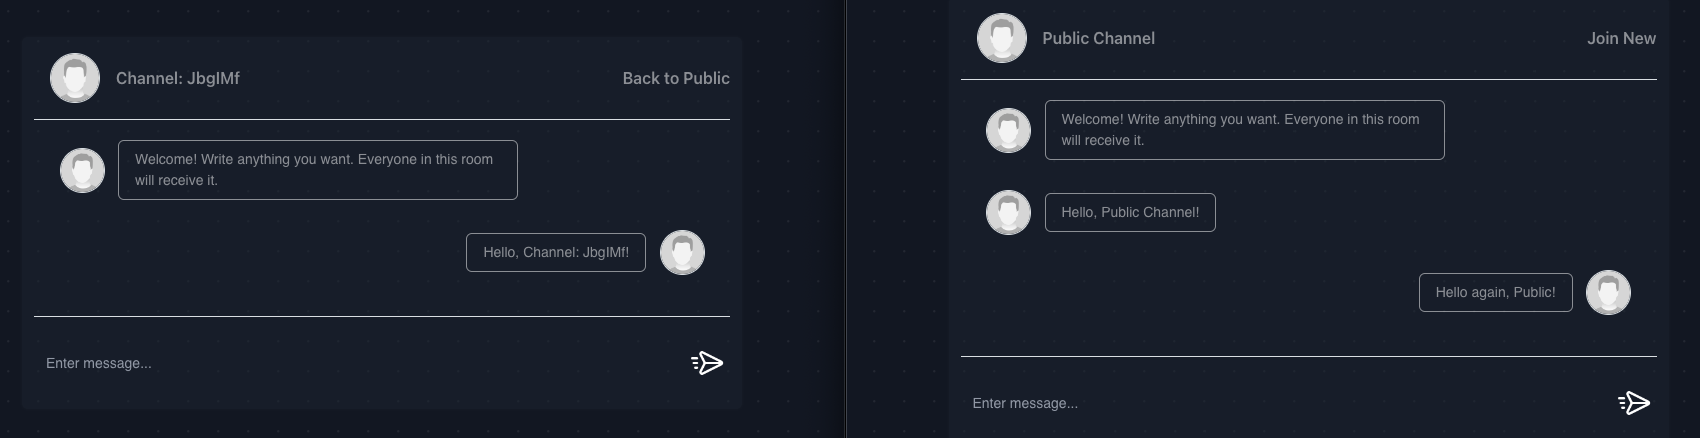 Channel: JbglMf
Back to Public
Welcome! Write anything you want. Everyone in this room
will receive it.
Hello, Channel: JbglMf!
Enter message...
Public Channel
Join New
Welcome! Write anything you want. Everyone in this room
will receive it.
Hello, Public Channel!
Hello again, Public!
Enter message...